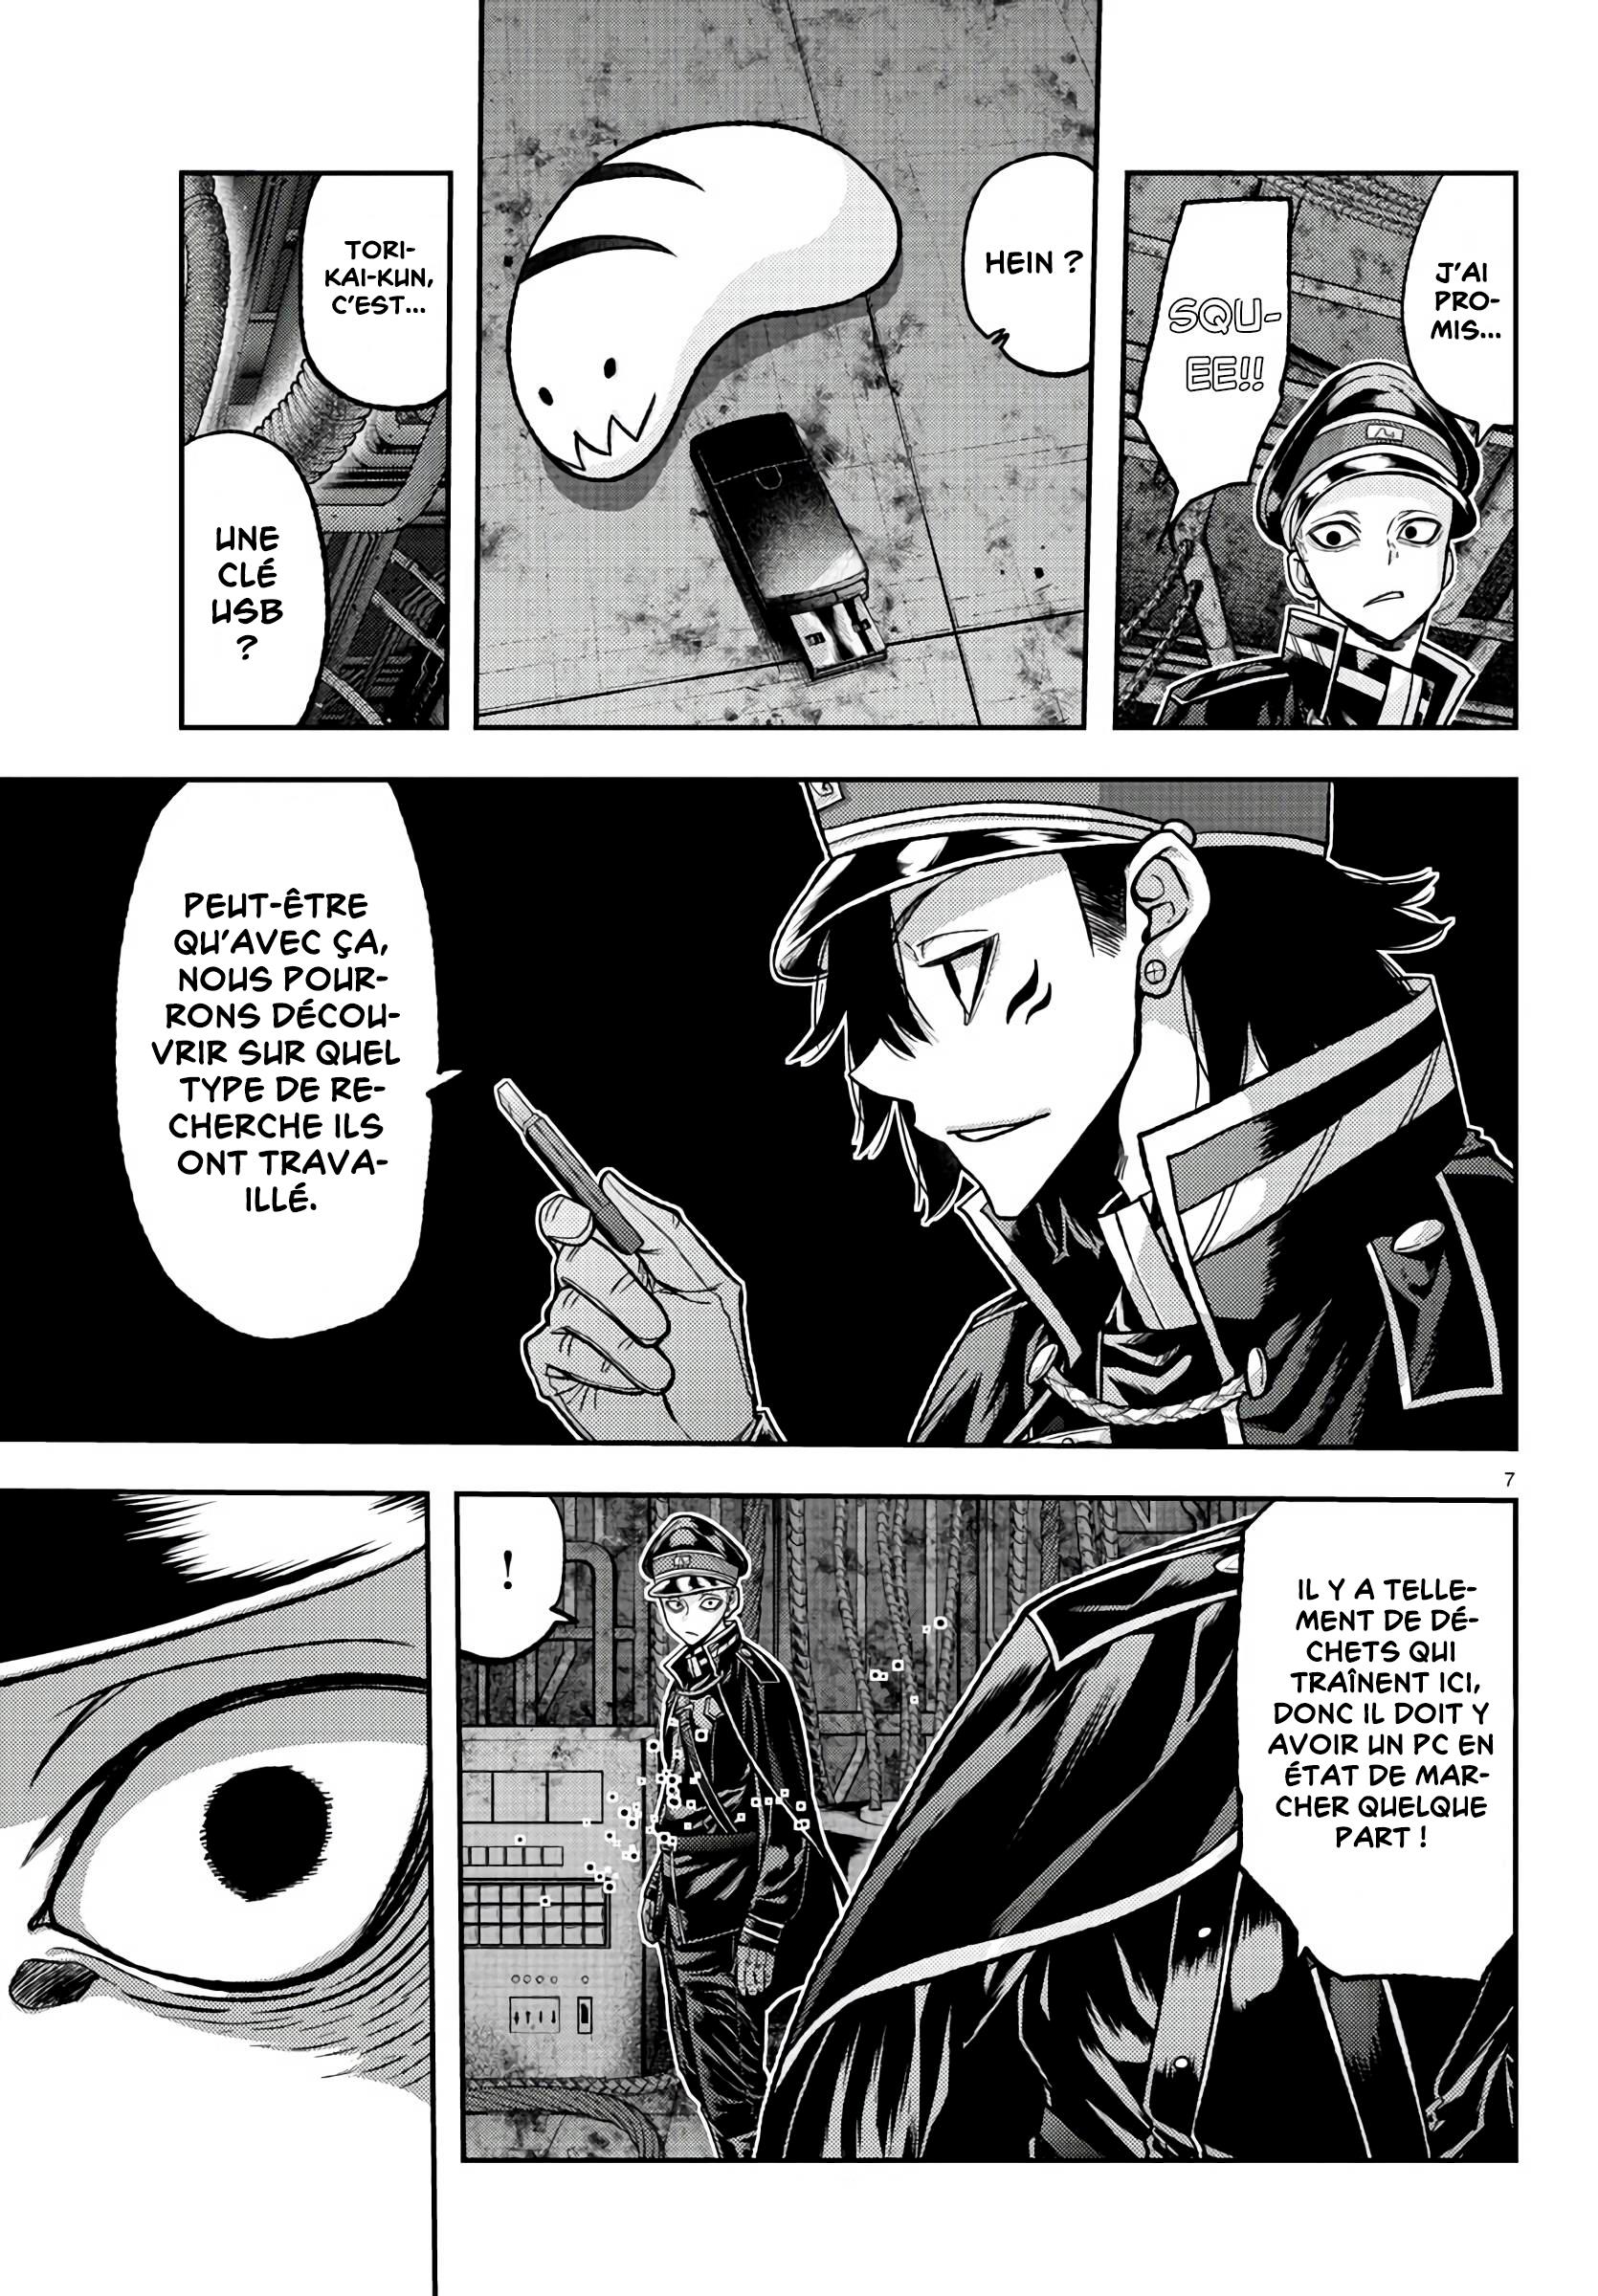 J'AI
PRO-
MIS...
SQU-
EE!!
HEIN ?
TORI-
KAI-KUN,
C'EST...
UNE
CLÉ
USB
?
PEUT-ÊTRE
QU'AVEC ÇA,
NOUS POUR-
RONS DÉCOU-
VRIR SUR QUEL
TYPE DE RE-
CHERCHE ILS
ONT TRAVA-
ILLÉ.
7
IL Y A TELLE-
MENT DE DÉ-
CHETS QUI
TRAÎNENT ICI,
DONC IL DOIT Y
AVOIR UN PC EN
ÉTAT DE MAR-
CHER QUELQUE
PART !
!